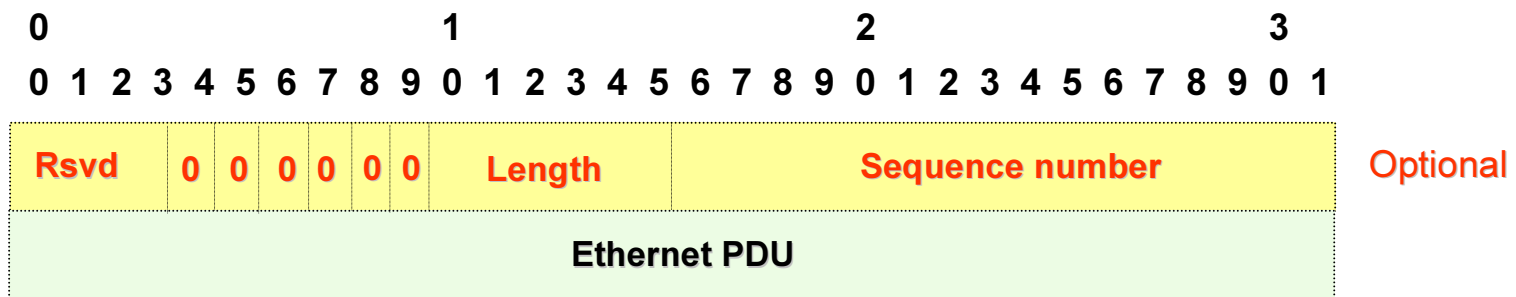 0 1 2 3
0 1 2 3 4 5 6 7 8 9 0 1 2 3 4 5 6 7 8 9 0 1 2 3 4 5 6 7 8 9 0 1
Rsvd 0 0 0 0 0 0 Length Sequence number Optional
Ethernet PDU